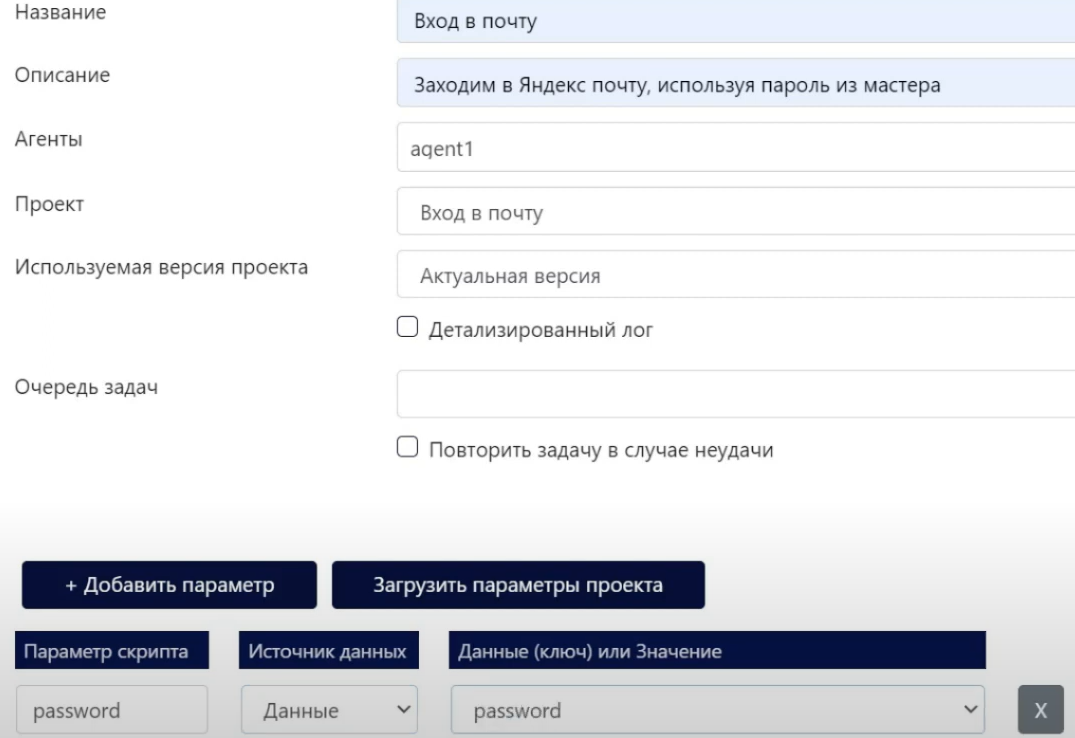 Название
Вход в почту
Описание
Заходим в Яндекс почту, используя пароль из мастера
Агенты
agent1
Проект
Вход в почту
Используемая версия проекта
Актуальная версия
Детализированный лог
Очередь задач
Повторить задачу в случае неудачи
+ Добавить параметр
Загрузить параметры проекта
Параметр скрипта
Источник данных
Данные (ключ) или Значение
password
Данные
password
X